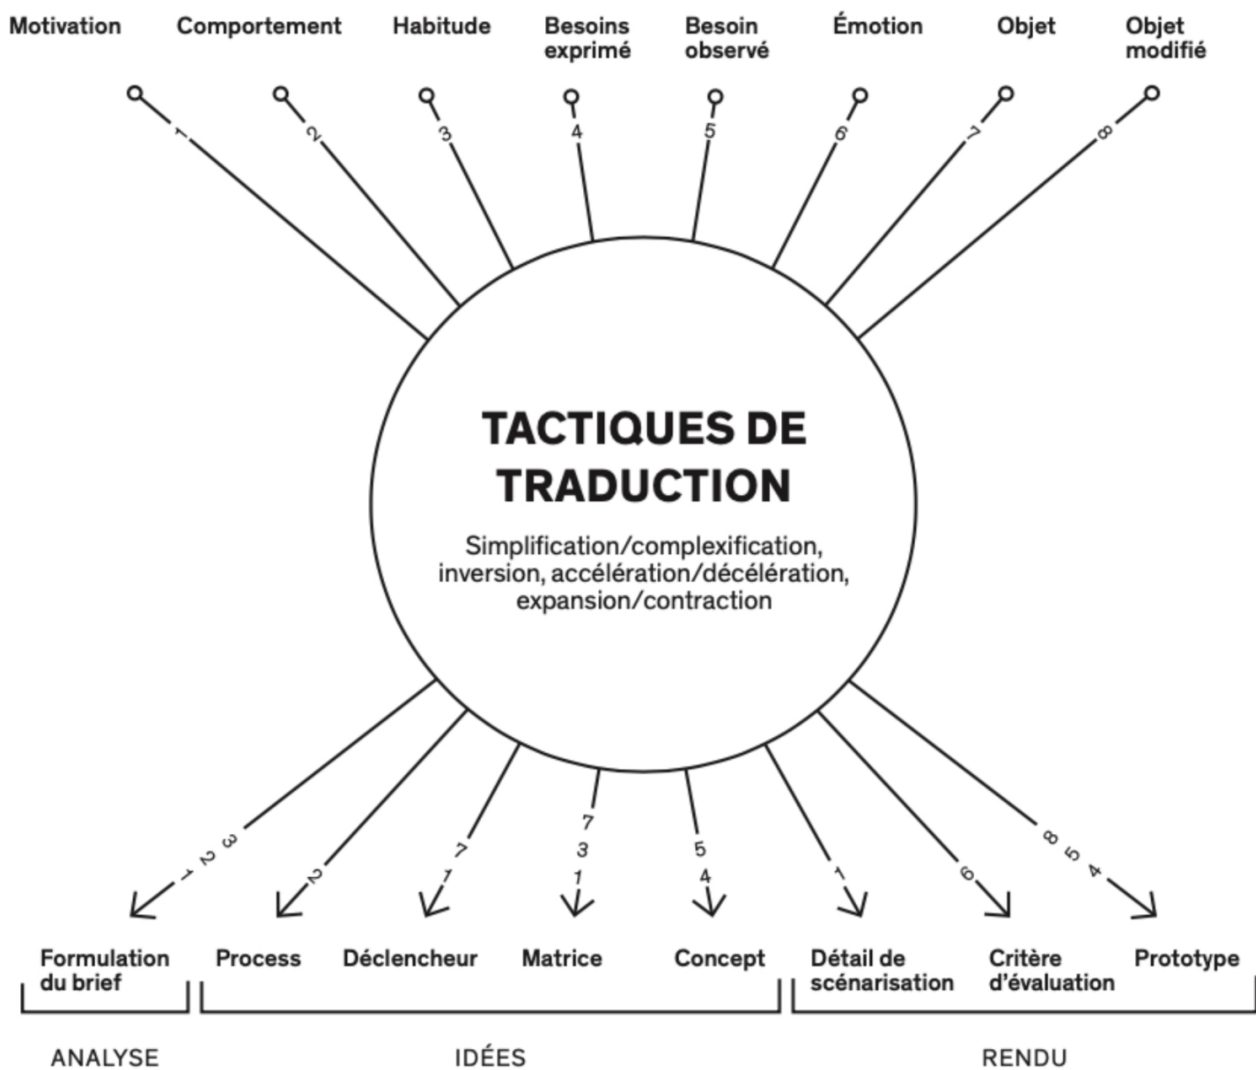 Motivation
Comportement
Habitude
Besoins
exprimé
Besoin
observé
Émotion
Objet
Objet
modifié
1
2
3
4
5
6
7
8
TACTIQUES DE
TRADUCTION
Simplification/complexification,
inversion, accélération/décélération,
expansion/contraction
1 2 3
2
7
1
7
3
1
5
4
1
6
8 5 4
Formulation
du brief
Process
Déclencheur
Matrice
Concept
Détail de
scénarisation
Critère
d'évaluation
Prototype
ANALYSE
IDÉES
RENDU